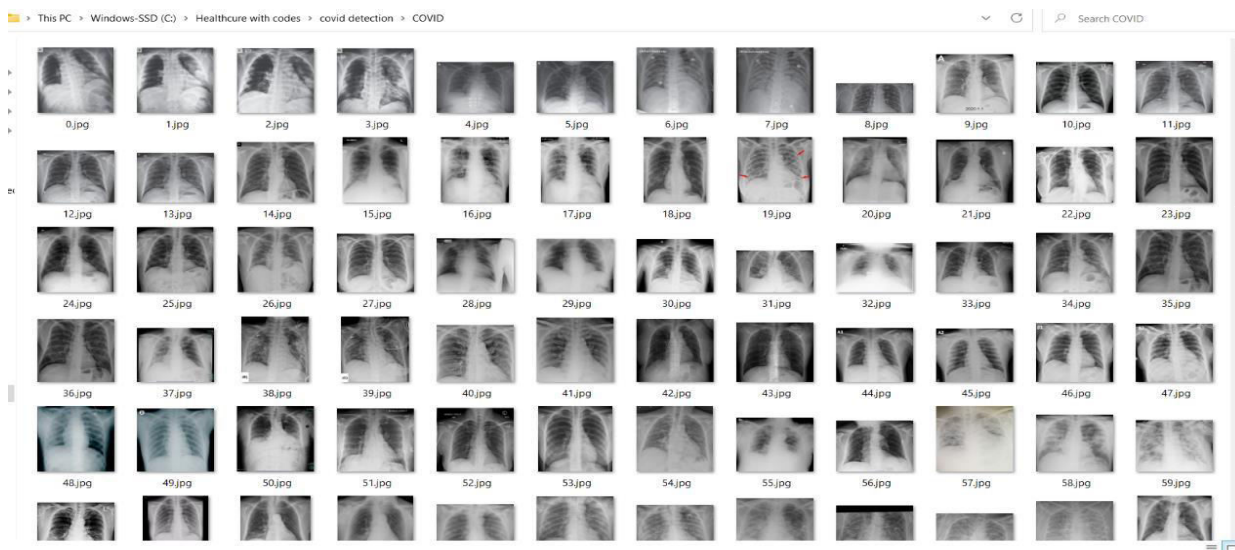 This PC > Windows-SSD (C:) > Healthcure with codes > covid detection > COVID
Search COVID
0.jpg 1.jpg 2.jpg 3.jpg 4.jpg 5.jpg 6.jpg 7.jpg 8.jpg 9.jpg 10.jpg 11.jpg
12.jpg 13.jpg 14.jpg 15.jpg 16.jpg 17.jpg 18.jpg 19.jpg 20.jpg 21.jpg 22.jpg 23.jpg
24.jpg 25.jpg 26.jpg 27.jpg 28.jpg 29.jpg 30.jpg 31.jpg 32.jpg 33.jpg 34.jpg 35.jpg
36.jpg 37.jpg 38.jpg 39.jpg 40.jpg 41.jpg 42.jpg 43.jpg 44.jpg 45.jpg 46.jpg 47.jpg
48.jpg 49.jpg 50.jpg 51.jpg 52.jpg 53.jpg 54.jpg 55.jpg 56.jpg 57.jpg 58.jpg 59.jpg